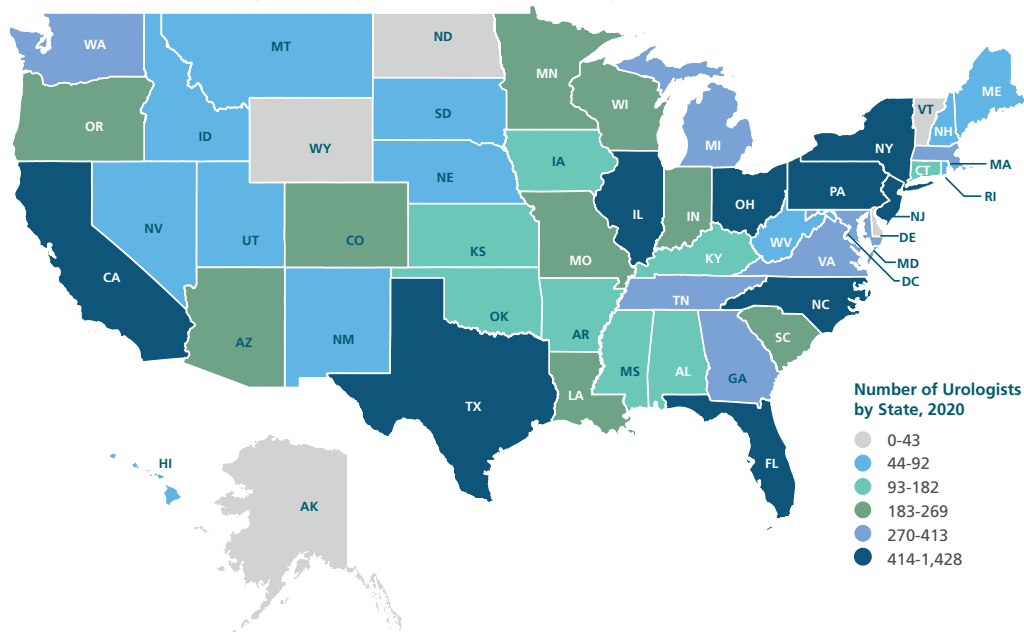 WA
MT
ND
MN
OR
ID
SD
WI
WY
MI
ME
VT
NH
NY
MA
CT
RI
IA
NE
PA
NV
UT
CO
IL
IN
OH
NJ
DE
MD
DC
WV
VA
KS
MO
KY
CA
OK
AR
TN
NC
AZ
NM
SC
MS
AL
GA
LA
TX
FL
HI
AK
Number of Urologists
by State, 2020
0-43
44-92
93-182
183-269
270-413
414-1,428